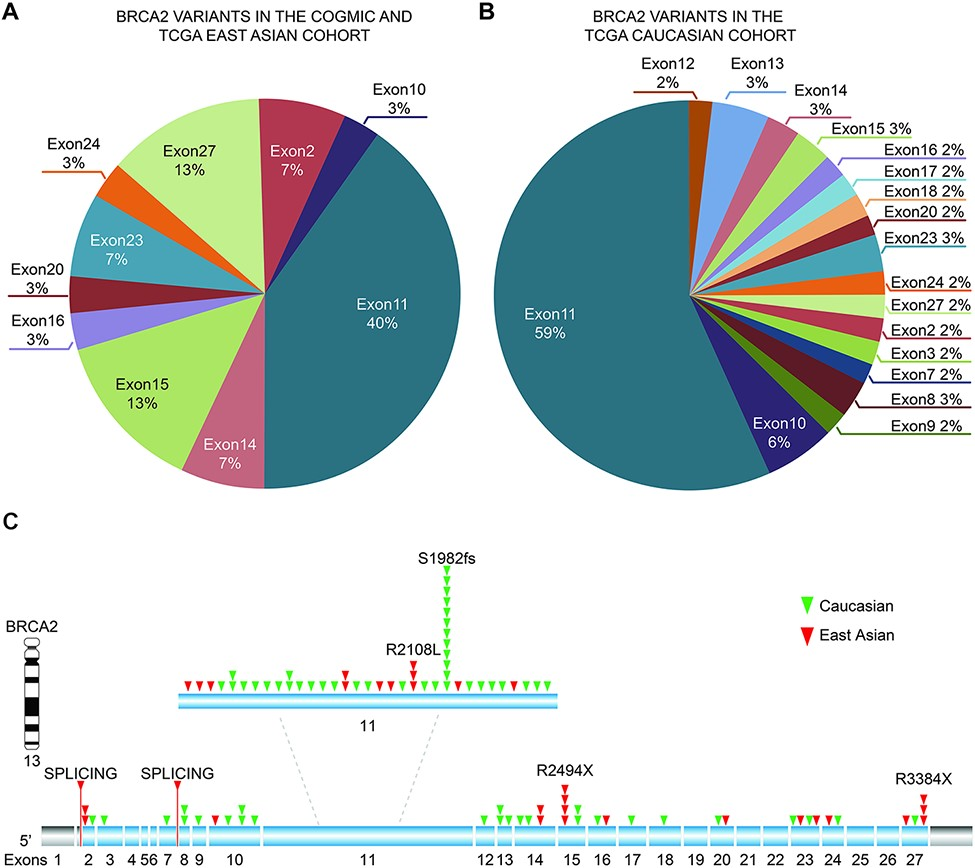 A
BRCA2 VARIANTS IN THE COGMIC AND
TCGA EAST ASIAN COHORT
Exon10
3%
Exon2
7%
Exon27
13%
Exon24
3%
Exon23
7%
Exon20
3%
Exon16
3%
Exon15
13%
Exon14
7%
Exon11
40%
B
BRCA2 VARIANTS IN THE
TCGA CAUCASIAN COHORT
Exon12
2%
Exon13
3%
Exon14
3%
Exon15 3%
Exon16 2%
Exon17 2%
Exon18 2%
Exon20 2%
Exon23 3%
Exon24 2%
Exon27 2%
Exon2 2%
Exon3 2%
Exon7 2%
Exon8 3%
Exon9 2%
Exon10
6%
Exon11
59%
C
S1982fs
Caucasian
East Asian
BRCA2
R2108L
11
13
SPLICING SPLICING R2494X R3384X
5'
Exons 1 2 3 4 5 6 7 8 9 10 11 12 13 14 15 16 17 18 19 20 21 22 23 24 25 26 27